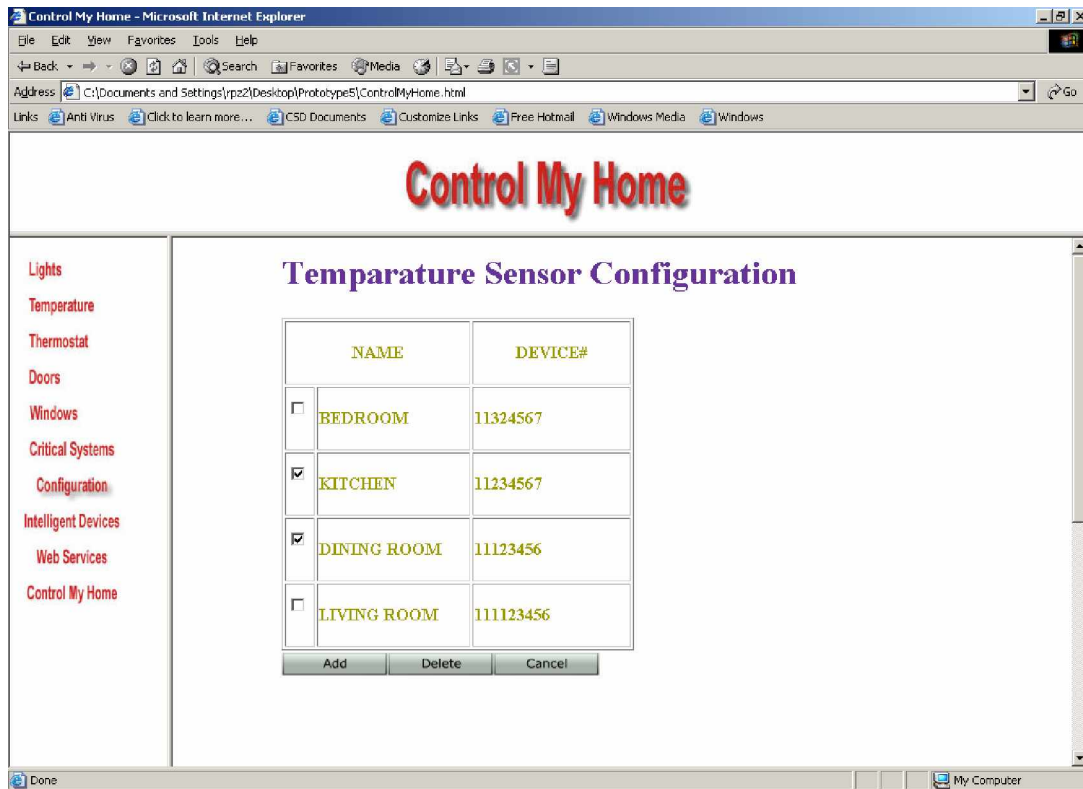 Control My Home - Microsoft Internet Explorer
File Edit View Favorites Tools Help
Back Search Favorites Media
Address C:\Documents and Settings\rpz2\Desktop\Prototype5\ControlMyHome.html Go
Links Anti Virus Click to learn more... CSD Documents Customize Links Free Hotmail Windows Media Windows
Control My Home
Lights
Temperature
Thermostat
Doors
Windows
Critical Systems
Configuration
Intelligent Devices
Web Services
Control My Home
Temparature Sensor Configuration
NAME DEVICE#
BEDROOM 11324567
KITCHEN 11234567
DINING ROOM 11123456
LIVING ROOM 111123456
Add Delete Cancel
Done My Computer